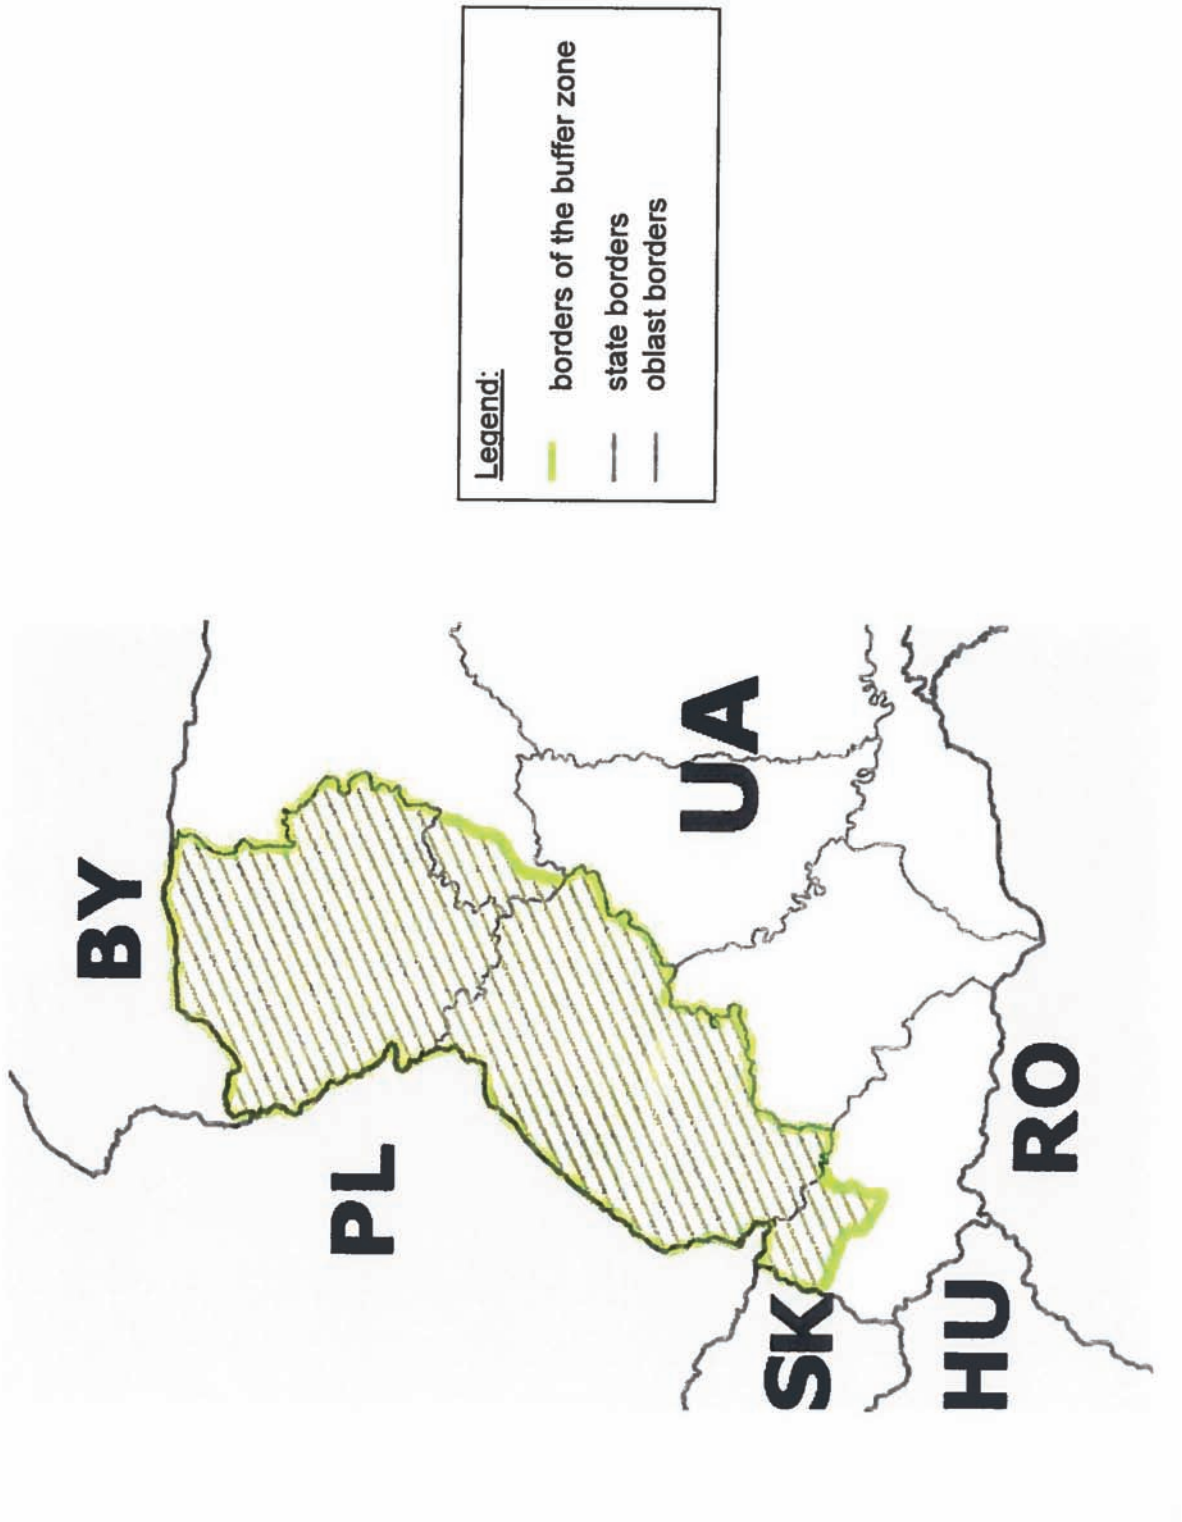 Legend:
borders of the buffer zone
state borders
oblast borders
BY
PL
UA
SK
HU
RO